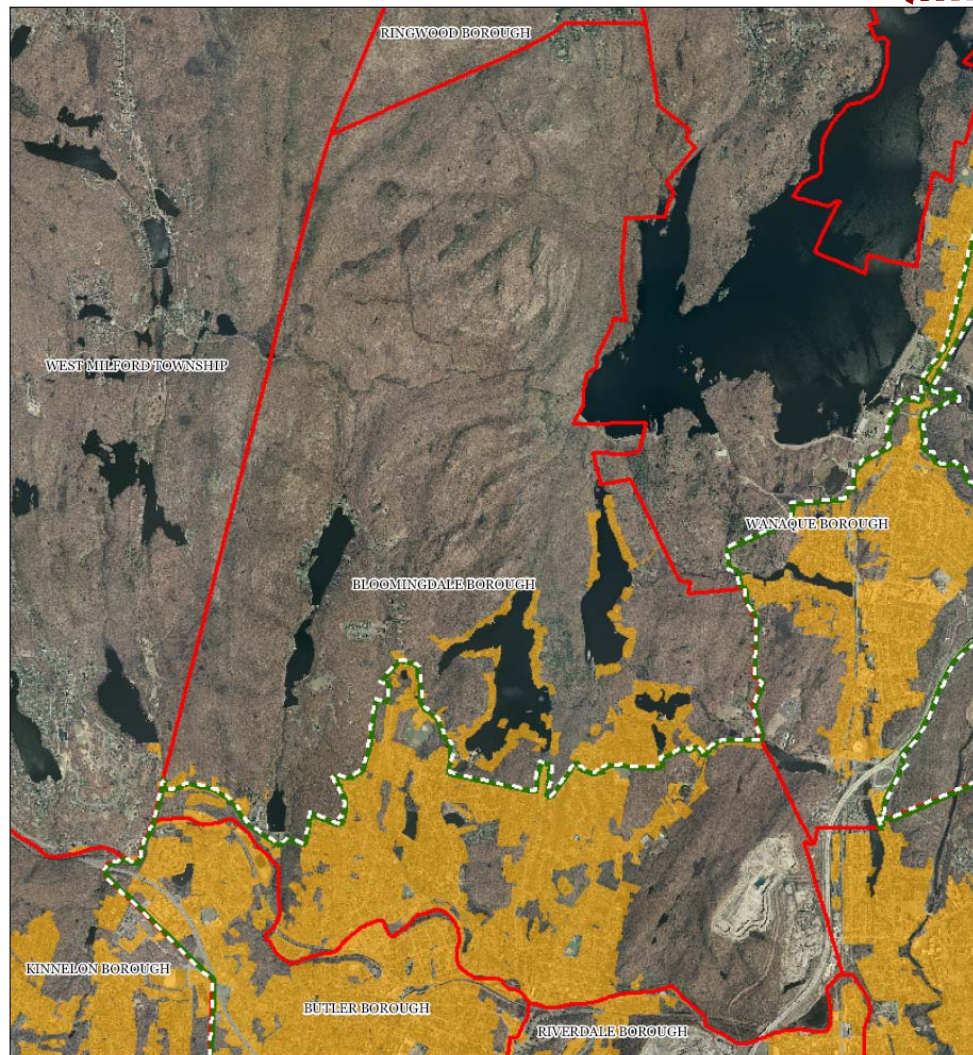 RINGWOOD BOROUGH
WEST MILFORD TOWNSHIP
WANAQUE BOROUGH
BLOOMINGDALE BOROUGH
KINNELON BOROUGH
BUTLER BOROUGH
RIVERDALE BOROUGH